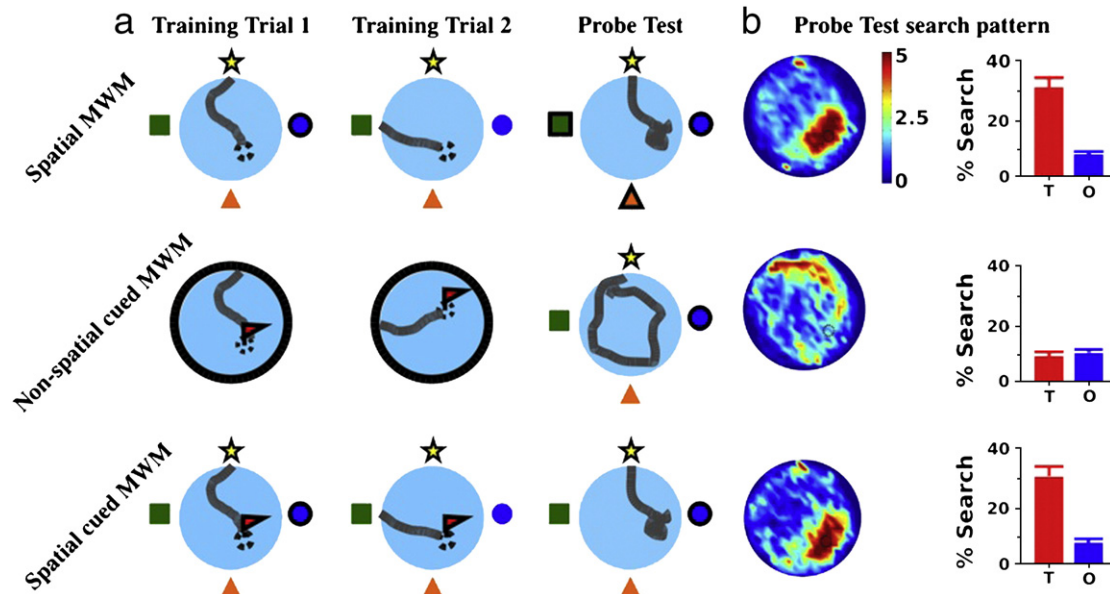 a Training Trial 1 Training Trial 2 Probe Test b Probe Test search pattern
Spatial MWM
5
2.5
0
% Search
40
20
0
T O
Non-spatial cued MWM
% Search
40
20
0
T O
Spatial cued MWM
% Search
40
20
0
T O